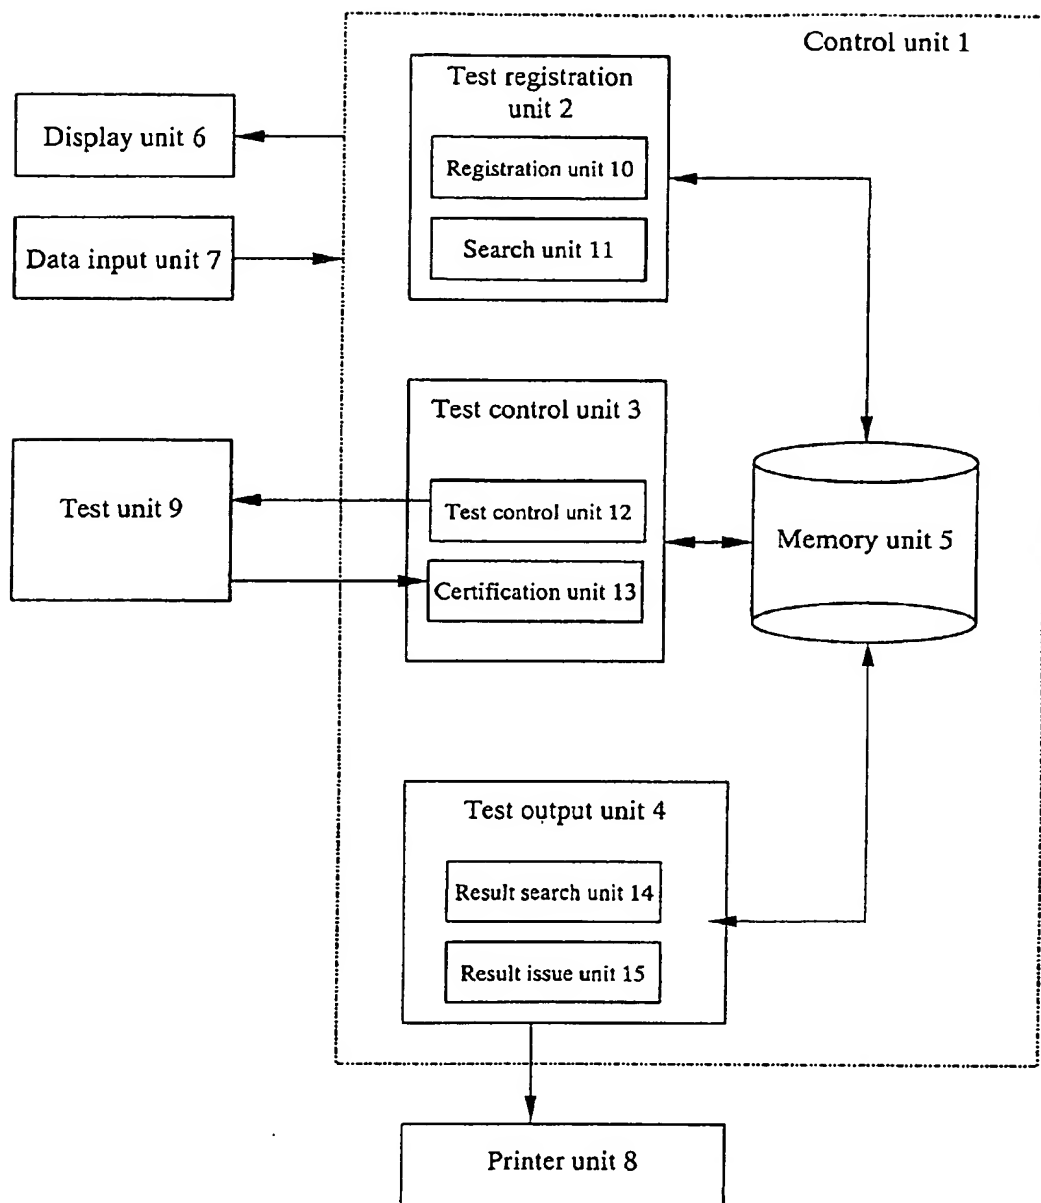 Control unit 1
Test registration
unit 2
Display unit 6
Registration unit 10
Data input unit 7
Search unit 11
Test control unit 3
Test unit 9
Test control unit 12
Memory unit 5
Certification unit 13
Test output unit 4
Result search unit 14
Result issue unit 15
Printer unit 8